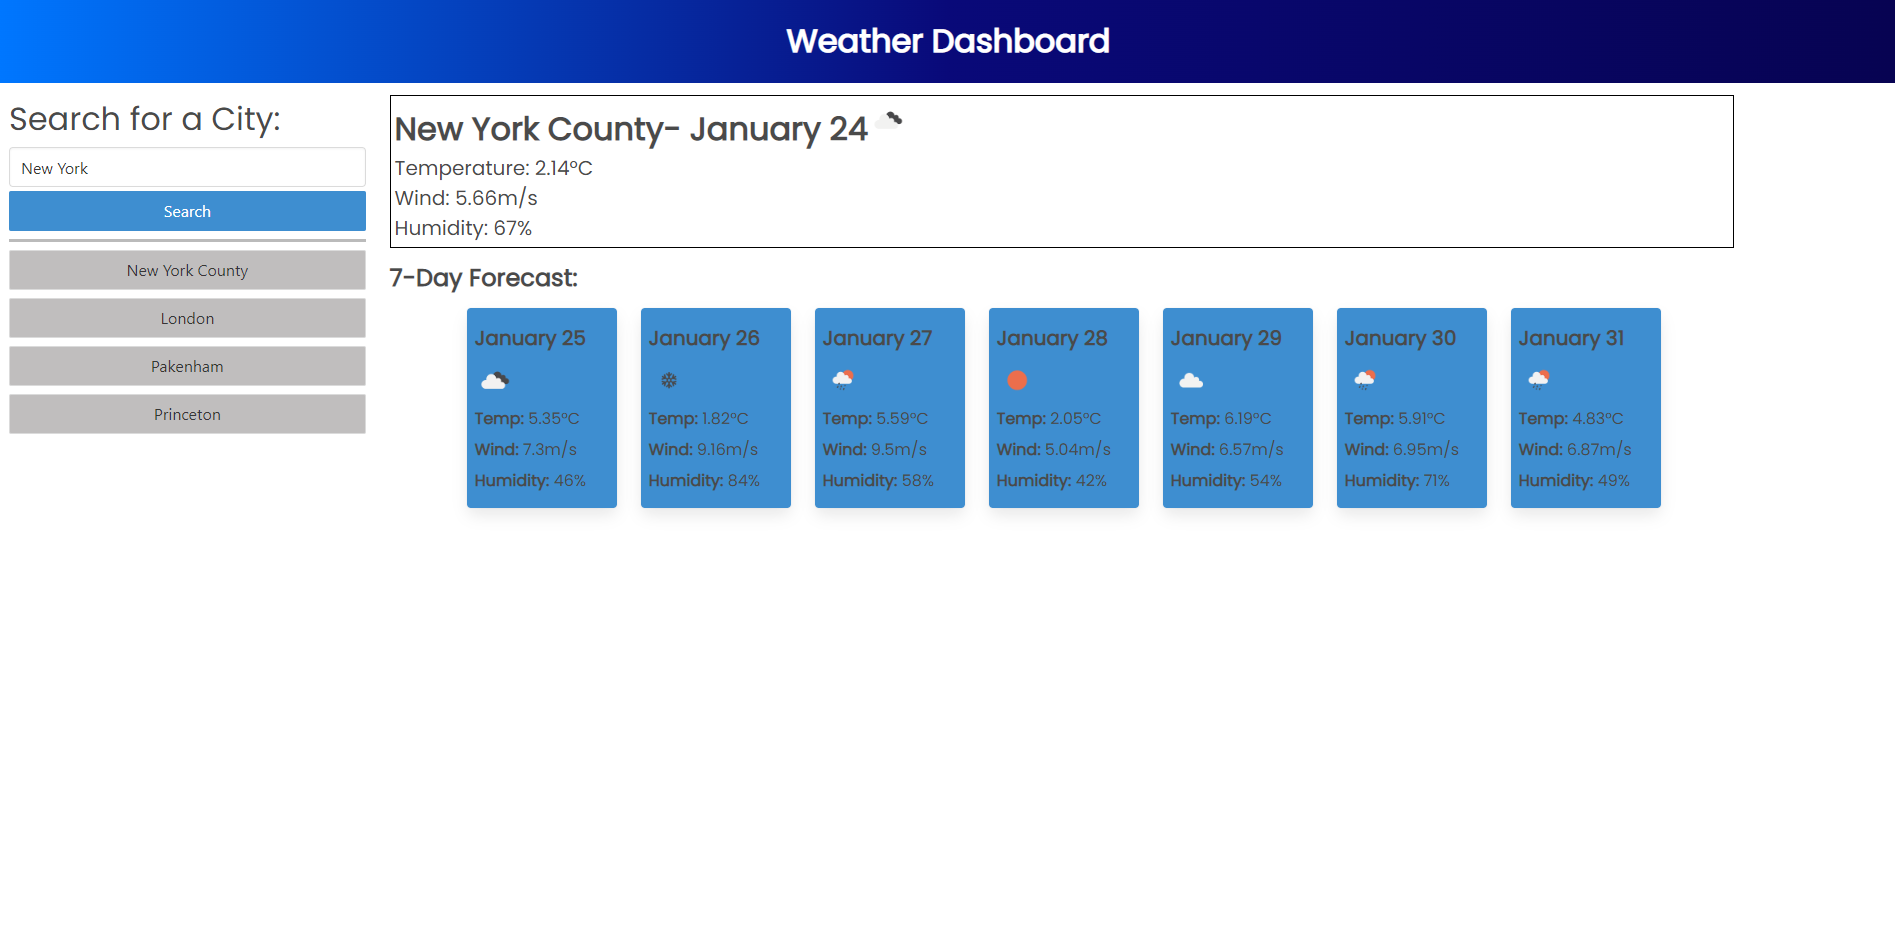 Weather Dashboard
Search for a City:
New York
Search
New York County
London
Pakenham
Princeton
New York County- January 24
Temperature: 2.14°C
Wind: 5.66m/s
Humidity: 67%
7-Day Forecast:
January 25
Temp: 5.35°C
Wind: 7.3m/s
Humidity: 46%
January 26
Temp: 1.82°C
Wind: 9.16m/s
Humidity: 84%
January 27
Temp: 5.59°C
Wind: 9.5m/s
Humidity: 58%
January 28
Temp: 2.05°C
Wind: 5.04m/s
Humidity: 42%
January 29
Temp: 6.19°C
Wind: 6.57m/s
Humidity: 54%
January 30
Temp: 5.91°C
Wind: 6.95m/s
Humidity: 71%
January 31
Temp: 4.83°C
Wind: 6.87m/s
Humidity: 49%